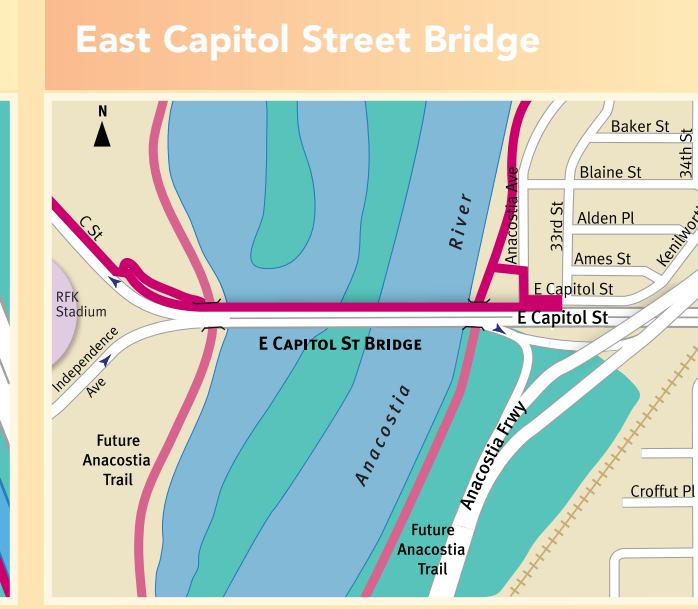 East Capitol Street Bridge
N
Baker St
34th St
Blaine St
Anacostia Ave
33rd St
Alden Pl
River
C St
Ames St
Kenilwor
RFK
Stadium
E Capitol St
E Capitol St
E Capitol St Bridge
Independence
Ave
Anacostia
Anacostia Frwy
Future
Anacostia
Trail
Croffut Pl
Future
Anacostia
Trail